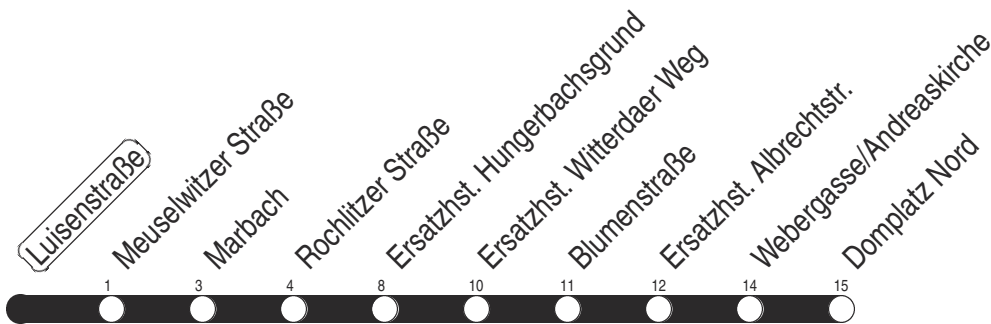 Luisenstraße
Meuselwitzer Straße
Marbach
Rochlitzer Straße
Ersatzhst. Hungerbachsgrund
Ersatzhst. Witterdaer Weg
Blumenstraße
Ersatzhst. Albrechtstr.
Webergasse/Andreaskirche
Domplatz Nord
1 3 4 8 10 11 12 14 15